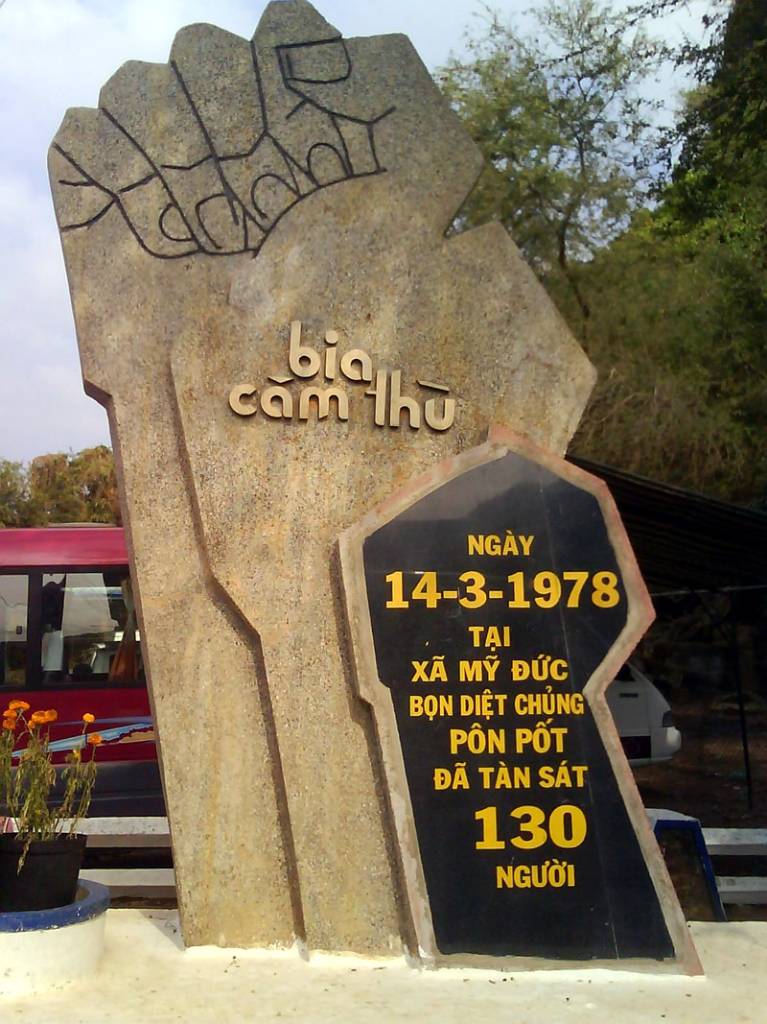 bia
căm thù
NGÀY
14-3-1978
TẠI
XÃ MỸ ĐỨC
BỌN DIỆT CHỦNG
PÔN PỐT
ĐÃ TÀN SÁT
130
NGƯỜI